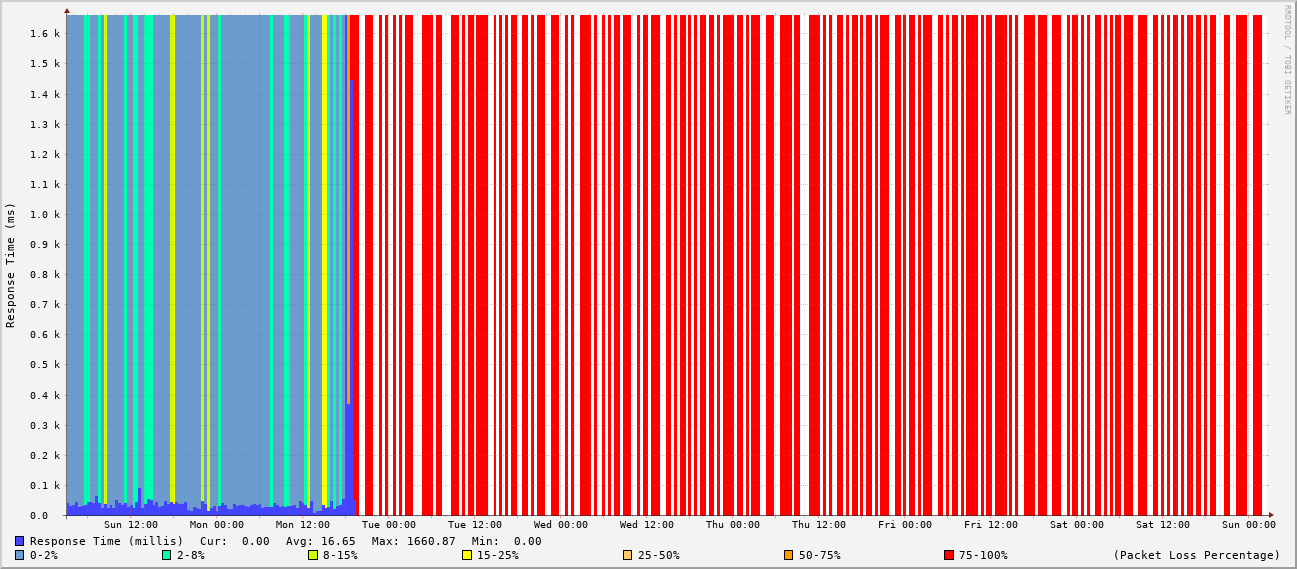 RRDTOOL / TOBI OETIKER
Response Time (ms)
1.6 k
1.5 k
1.4 k
1.3 k
1.2 k
1.1 k
1.0 k
0.9 k
0.8 k
0.7 k
0.6 k
0.5 k
0.4 k
0.3 k
0.2 k
0.1 k
0.0
Sun 12:00 Mon 00:00 Mon 12:00 Tue 00:00 Tue 12:00 Wed 00:00 Wed 12:00 Thu 00:00 Thu 12:00 Fri 00:00 Fri 12:00 Sat 00:00 Sat 12:00 Sun 00:00
Response Time (millis) Cur: 0.00 Avg: 16.65 Max: 1660.87 Min: 0.00
0-2% 2-8% 8-15% 15-25% 25-50% 50-75% 75-100% (Packet Loss Percentage)